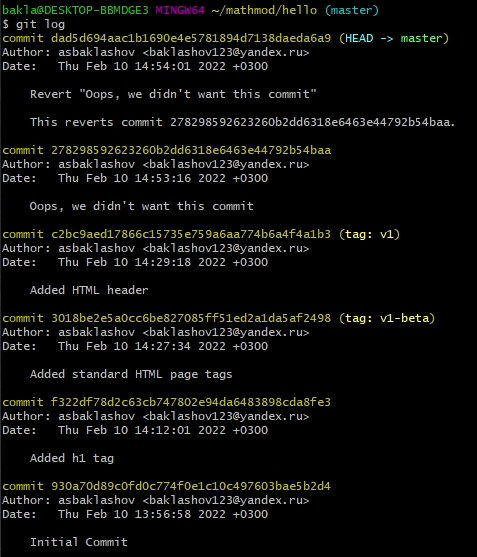 bakla@DESKTOP-BBMDGE3 MINGW64 ~/mathmod/hello (master)
$ git log
commit dad5d694aac1b1690e4e5781894d7138daeda6a9 (HEAD -> master)
Author: asbaklashov <baklashov123@yandex.ru>
Date:   Thu Feb 10 14:54:01 2022 +0300

    Revert "Oops, we didn't want this commit"

    This reverts commit 278298592623260b2dd6318e6463e44792b54baa.

commit 278298592623260b2dd6318e6463e44792b54baa
Author: asbaklashov <baklashov123@yandex.ru>
Date:   Thu Feb 10 14:53:16 2022 +0300

    Oops, we didn't want this commit

commit c2bc9aed17866c15735e759a6aa774b6a4f4a1b3 (tag: v1)
Author: asbaklashov <baklashov123@yandex.ru>
Date:   Thu Feb 10 14:29:18 2022 +0300

    Added HTML header

commit 3018be2e5a0cc6be827085ff51ed2a1da5af2498 (tag: v1-beta)
Author: asbaklashov <baklashov123@yandex.ru>
Date:   Thu Feb 10 14:27:34 2022 +0300

    Added standard HTML page tags

commit f322df78d2c63cb747802e94da6483898cda8fe3
Author: asbaklashov <baklashov123@yandex.ru>
Date:   Thu Feb 10 14:12:01 2022 +0300

    Added h1 tag

commit 930a70d89c0fd0c774f0e1c10c497603bae5b2d4
Author: asbaklashov <baklashov123@yandex.ru>
Date:   Thu Feb 10 13:56:58 2022 +0300

    Initial Commit